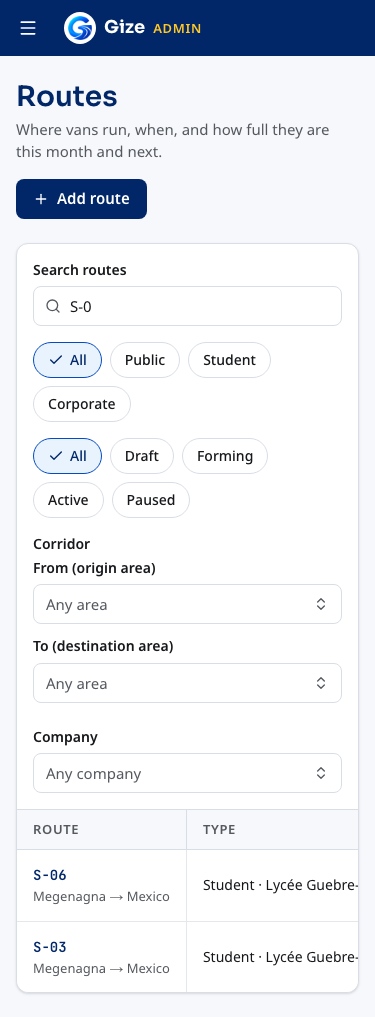 Gize ADMIN
Routes
Where vans run, when, and how full they are
this month and next.
+ Add route
Search routes
S-0
All Public Student
Corporate
All Draft Forming
Active Paused
Corridor
From (origin area)
Any area
To (destination area)
Any area
Company
Any company
ROUTE TYPE
S-06
Megenagna → Mexico
Student · Lycée Guebre-
S-03
Megenagna → Mexico
Student · Lycée Guebre-